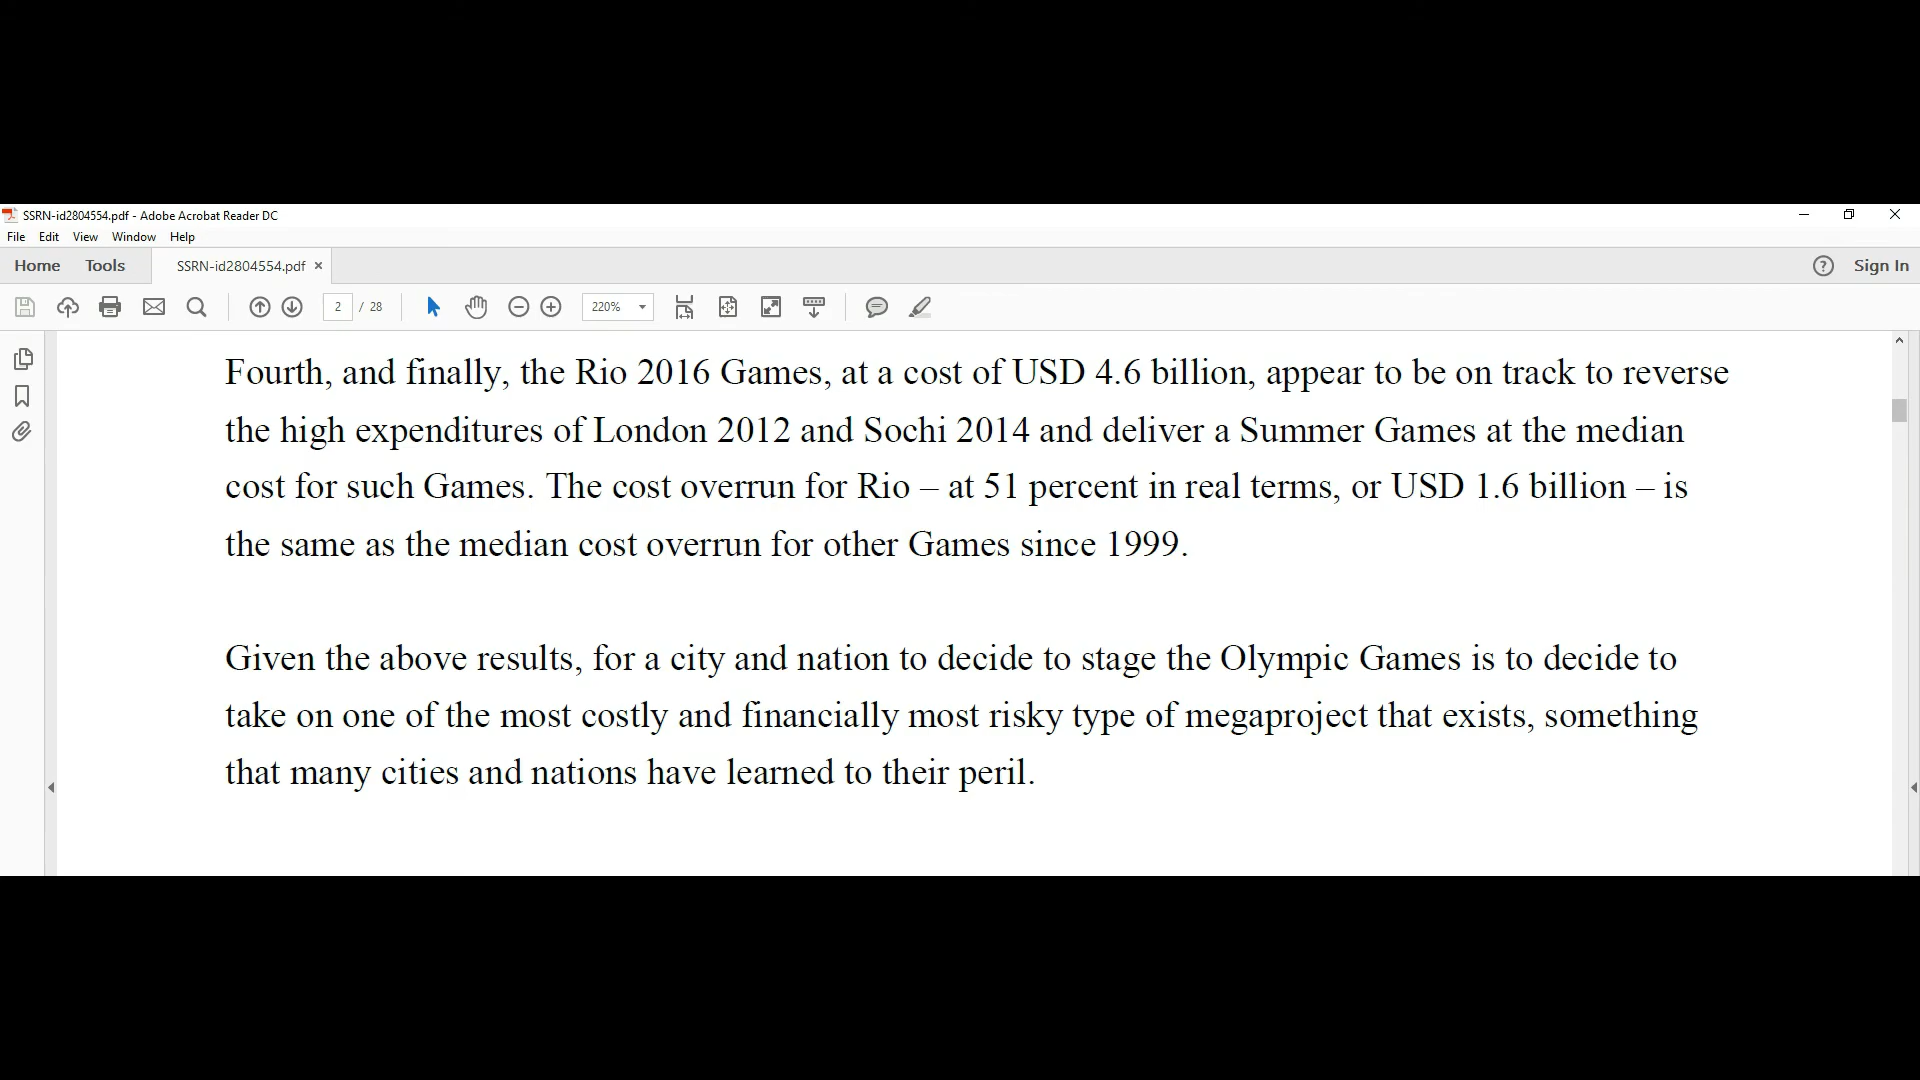 SSRN-id2804554.pdf - Adobe Acrobat Reader DC
File Edit View Window Help
Home Tools SSRN-id2804554.pdf × Sign In
2 / 28 220%
Fourth, and finally, the Rio 2016 Games, at a cost of USD 4.6 billion, appear to be on track to reverse
the high expenditures of London 2012 and Sochi 2014 and deliver a Summer Games at the median
cost for such Games. The cost overrun for Rio – at 51 percent in real terms, or USD 1.6 billion – is
the same as the median cost overrun for other Games since 1999.
Given the above results, for a city and nation to decide to stage the Olympic Games is to decide to
take on one of the most costly and financially most risky type of megaproject that exists, something
that many cities and nations have learned to their peril.